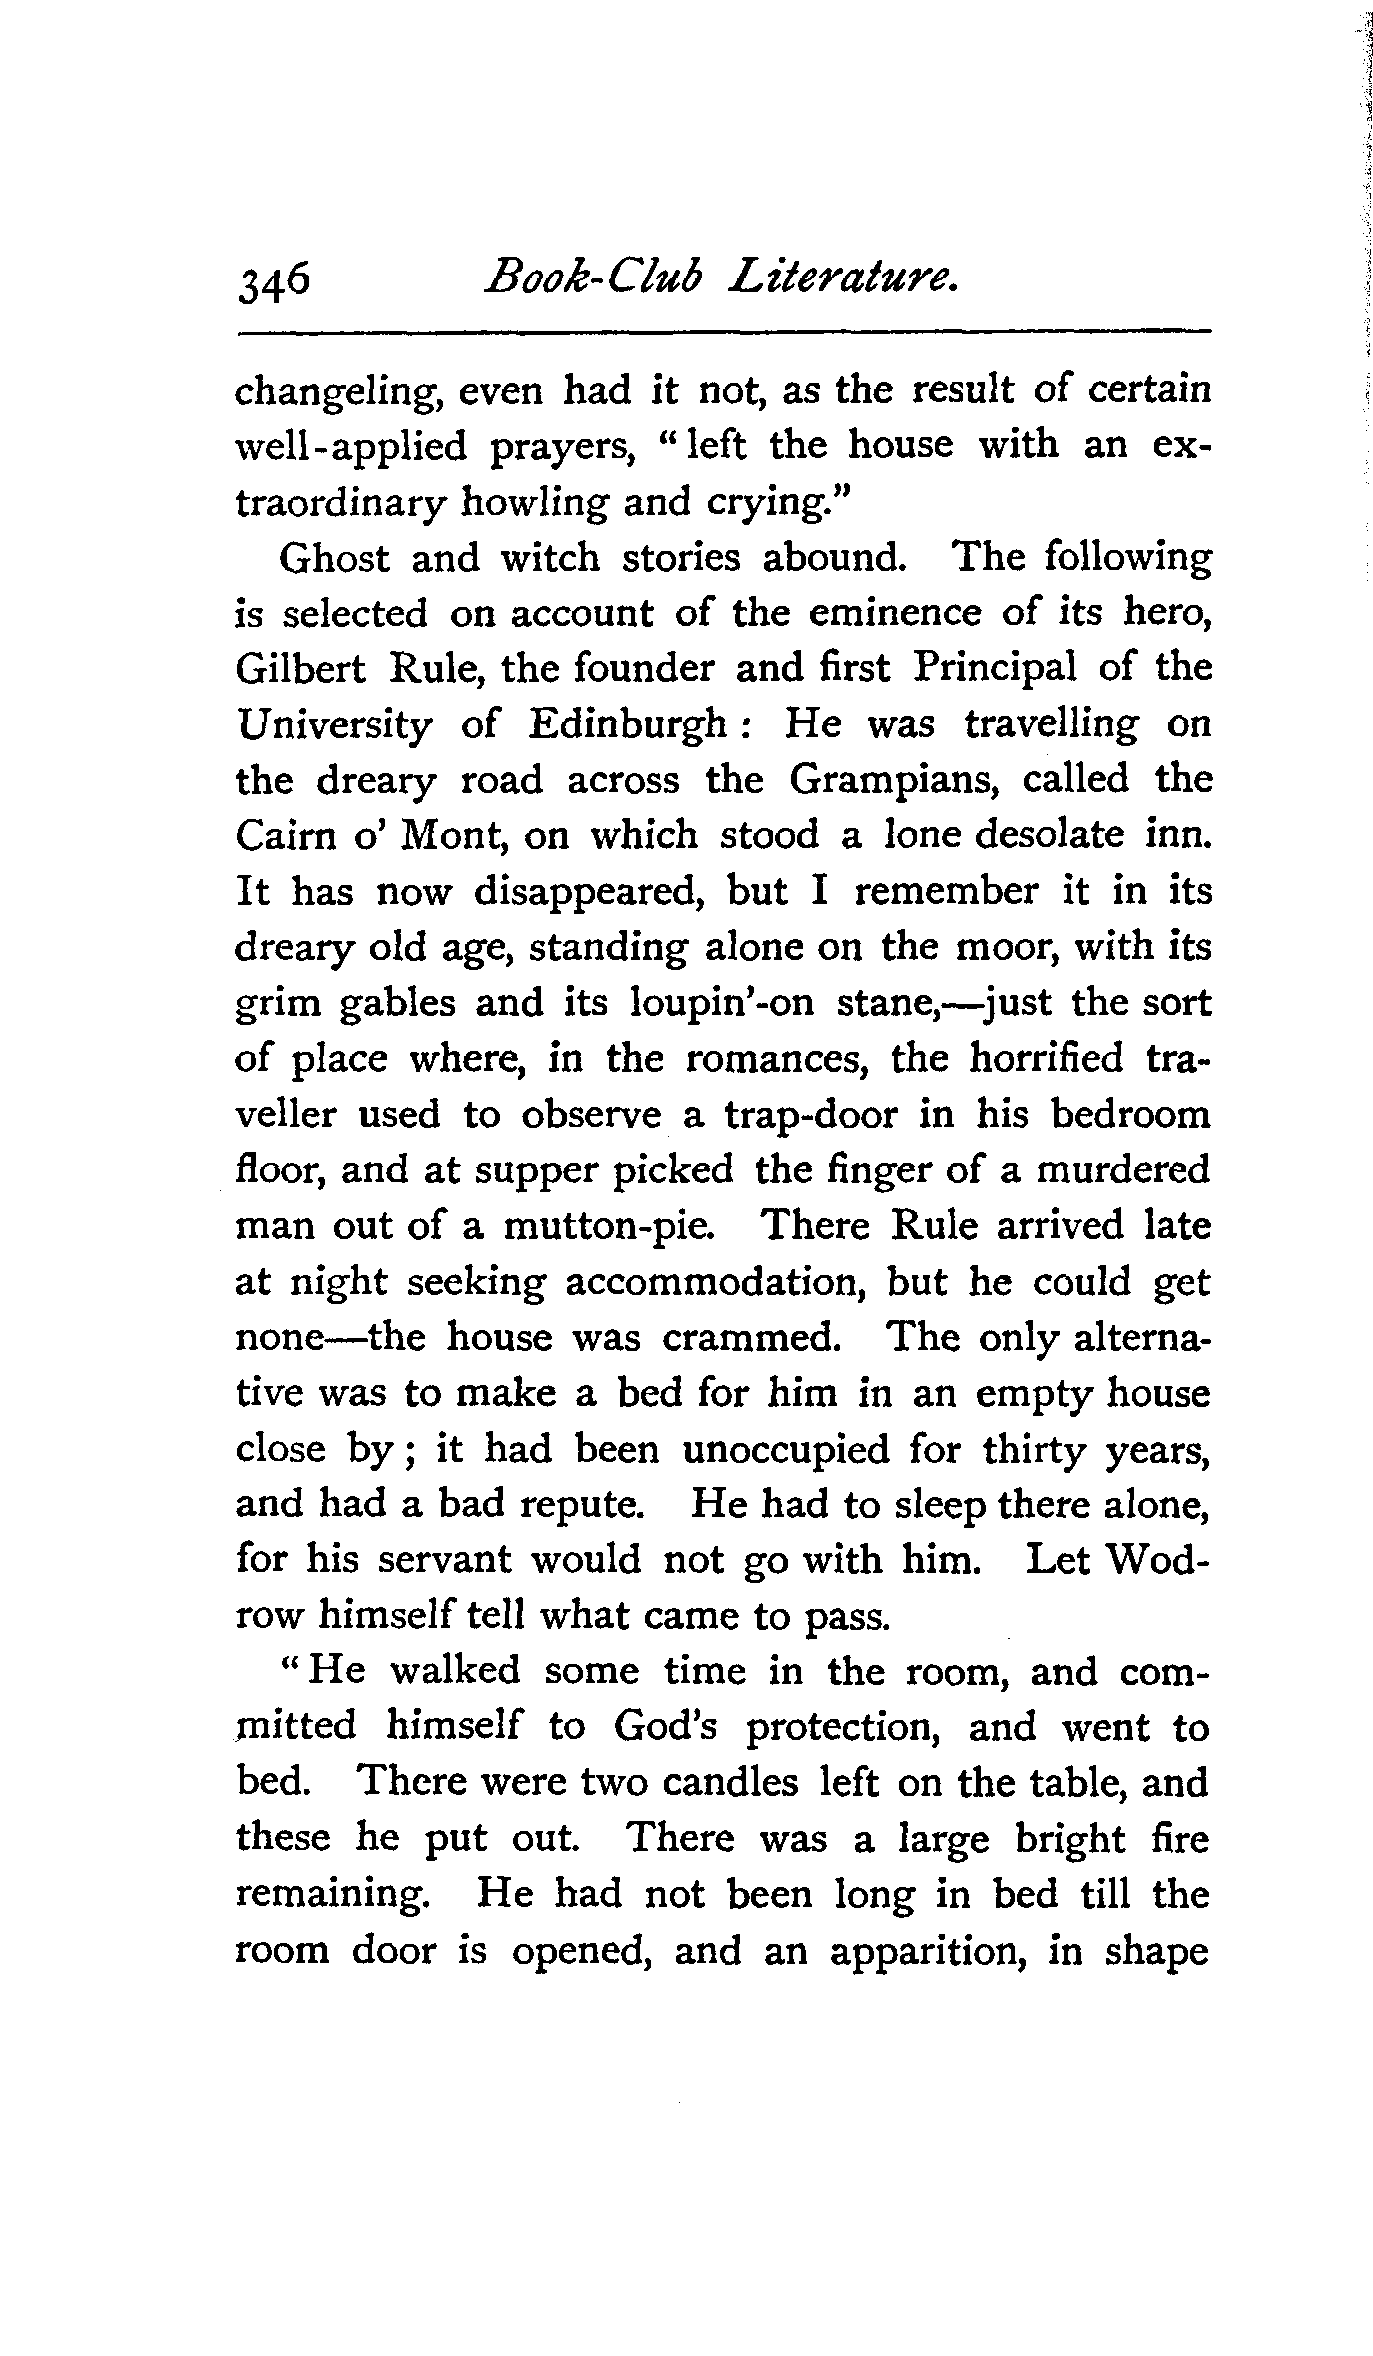 346 Book-Club Literature.
changeling, even had it not, as the result of certain
well-applied prayers, “left the house with an ex-
traordinary howling and crying.”
Ghost and witch stories abound. The following
is selected on account of the eminence of its hero,
Gilbert Rule, the founder and first Principal of the
University of Edinburgh : He was travelling on
the dreary road across the Grampians, called the
Cairn o’ Mont, on which stood a lone desolate inn.
It has now disappeared, but I remember it in its
dreary old age, standing alone on the moor, with its
grim gables and its loupin’-on stane,—just the sort
of place where, in the romances, the horrified tra-
veller used to observe a trap-door in his bedroom
floor, and at supper picked the finger of a murdered
man out of a mutton-pie. There Rule arrived late
at night seeking accommodation, but he could get
none—the house was crammed. The only alterna-
tive was to make a bed for him in an empty house
close by ; it had been unoccupied for thirty years,
and had a bad repute. He had to sleep there alone,
for his servant would not go with him. Let Wod-
row himself tell what came to pass.
“He walked some time in the room, and com-
mitted himself to God’s protection, and went to
bed. There were two candles left on the table, and
these he put out. There was a large bright fire
remaining. He had not been long in bed till the
room door is opened, and an apparition, in shape